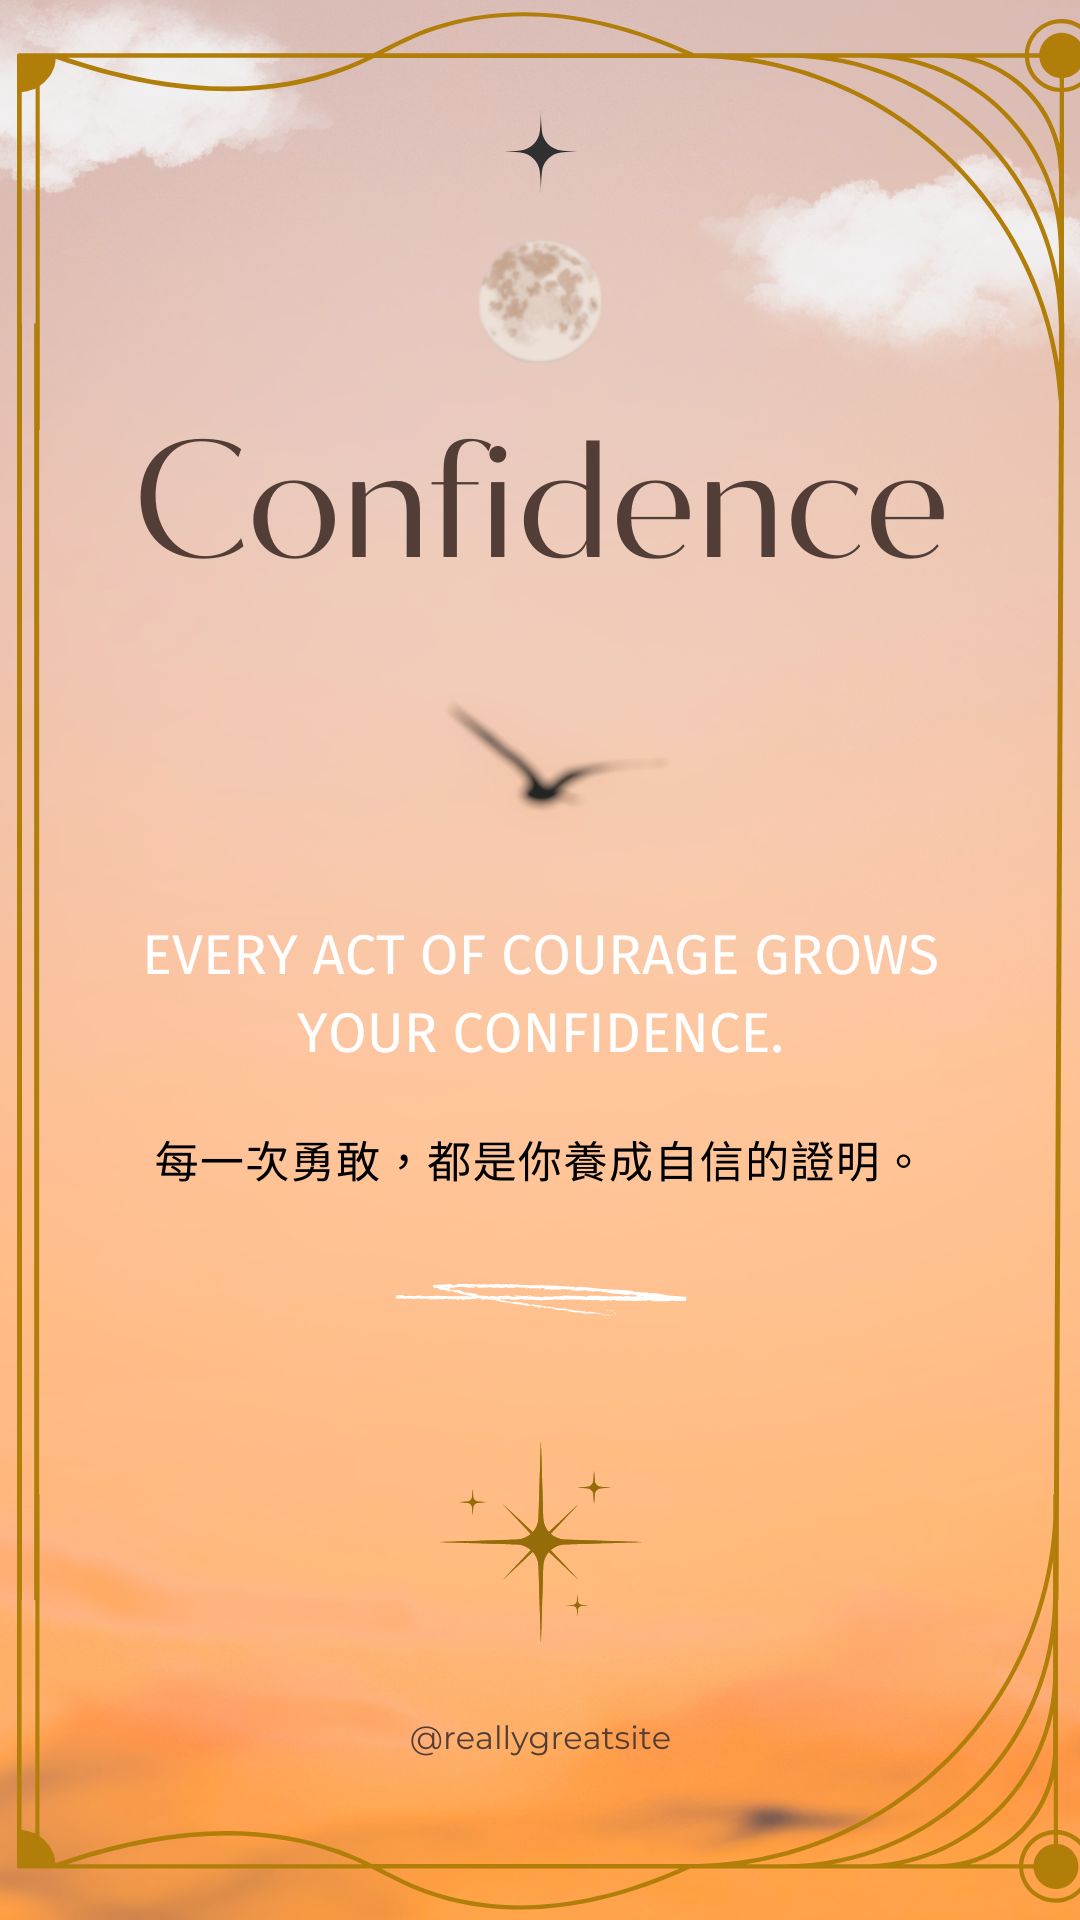 Confidence
EVERY ACT OF COURAGE GROWS
YOUR CONFIDENCE.
每一次勇敢，都是你養成自信的證明。
@reallygreatsite